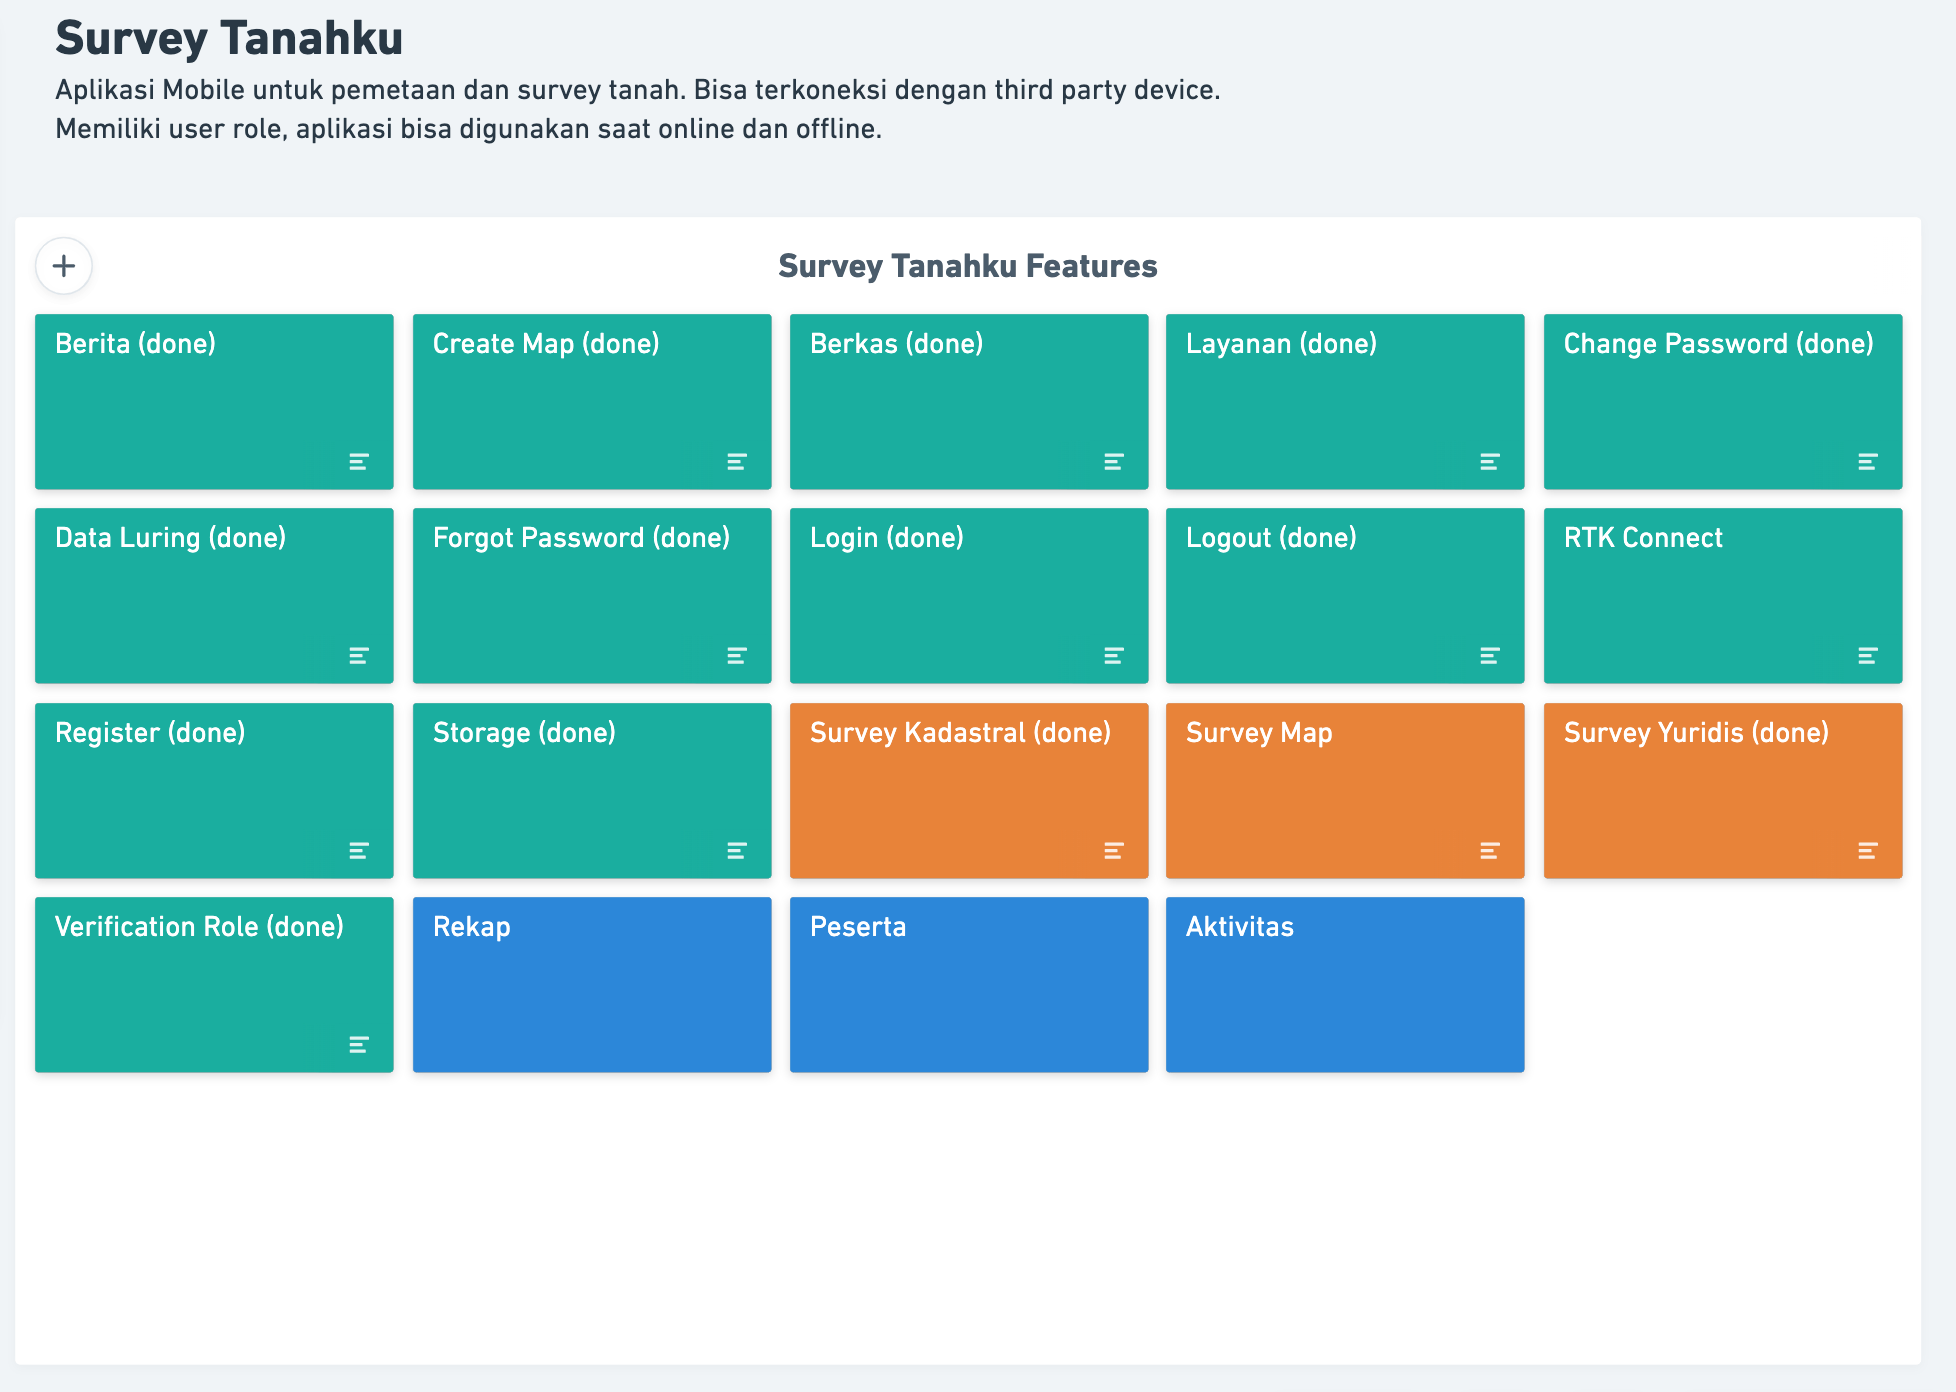 Survey Tanahku
Aplikasi Mobile untuk pemetaan dan survey tanah. Bisa terkoneksi dengan third party device.
Memiliki user role, aplikasi bisa digunakan saat online dan offline.
Survey Tanahku Features
Berita (done)
Create Map (done)
Berkas (done)
Layanan (done)
Change Password (done)
Data Luring (done)
Forgot Password (done)
Login (done)
Logout (done)
RTK Connect
Register (done)
Storage (done)
Survey Kadastral (done)
Survey Map
Survey Yuridis (done)
Verification Role (done)
Rekap
Peserta
Aktivitas